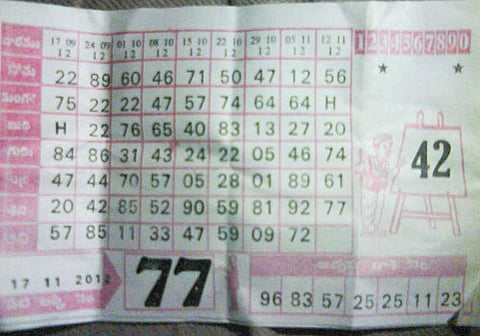 1234567890
17 09 12 24 09 12 01 10 12 08 10 12 15 10 12 22 10 12 29 10 12 05 11 12 12 11 12
22 89 60 46 71 50 47 12 56
75 22 22 47 57 74 64 64 H
H 22 76 65 40 83 13 27 20
84 86 31 43 24 22 05 46 74
47 44 70 57 05 28 01 89 61
20 42 85 52 90 59 81 92 77
57 85 11 33 47 59 09 72
42
17 11 2012
77
96 83 57 25 25 11 23